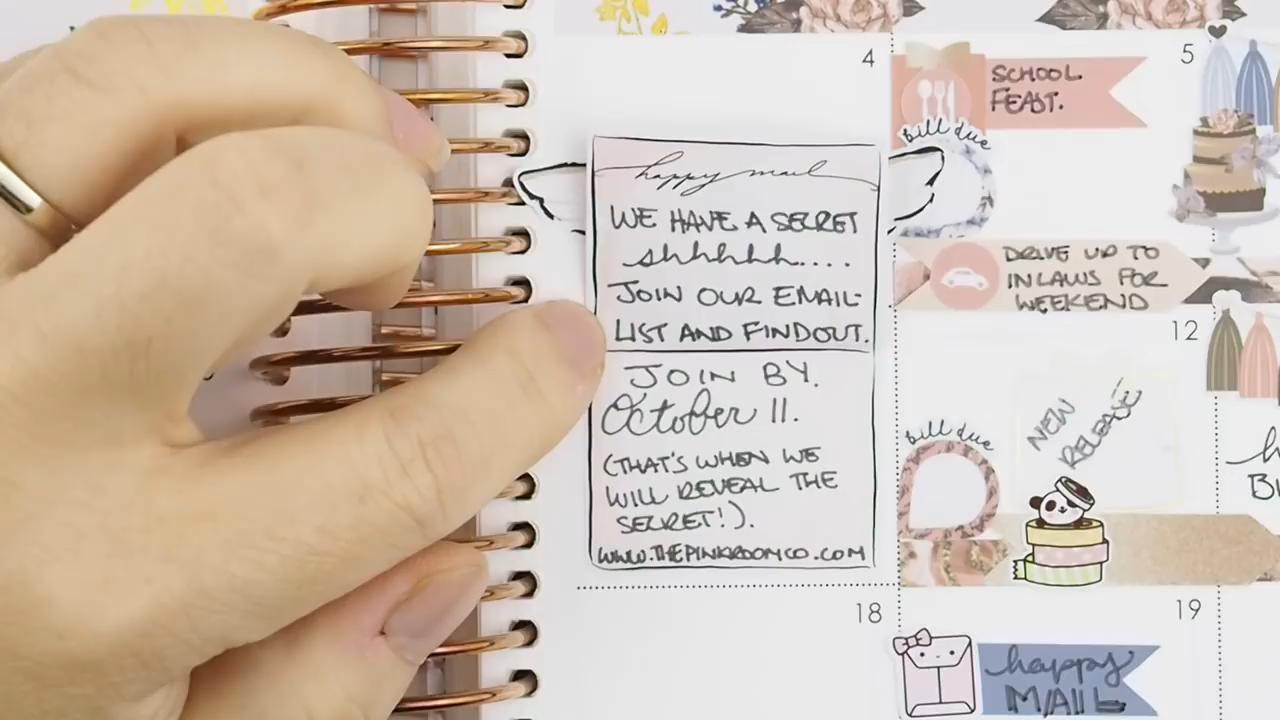 4
5
SCHOOL
FEAST.
bill due
happy mail
WE HAVE A SECRET
shhhhh....
JOIN OUR EMAIL-
LIST AND FIND OUT.
JOIN BY.
October 11.
(THAT'S WHEN WE
WILL REVEAL THE
SECRET!).
WWW.THEPINKROOMCO.COM
DRIVE UP TO
INLAWS FOR
WEEKEND
12
NEW
RELEASE
bill due
18
19
happy
MAIL